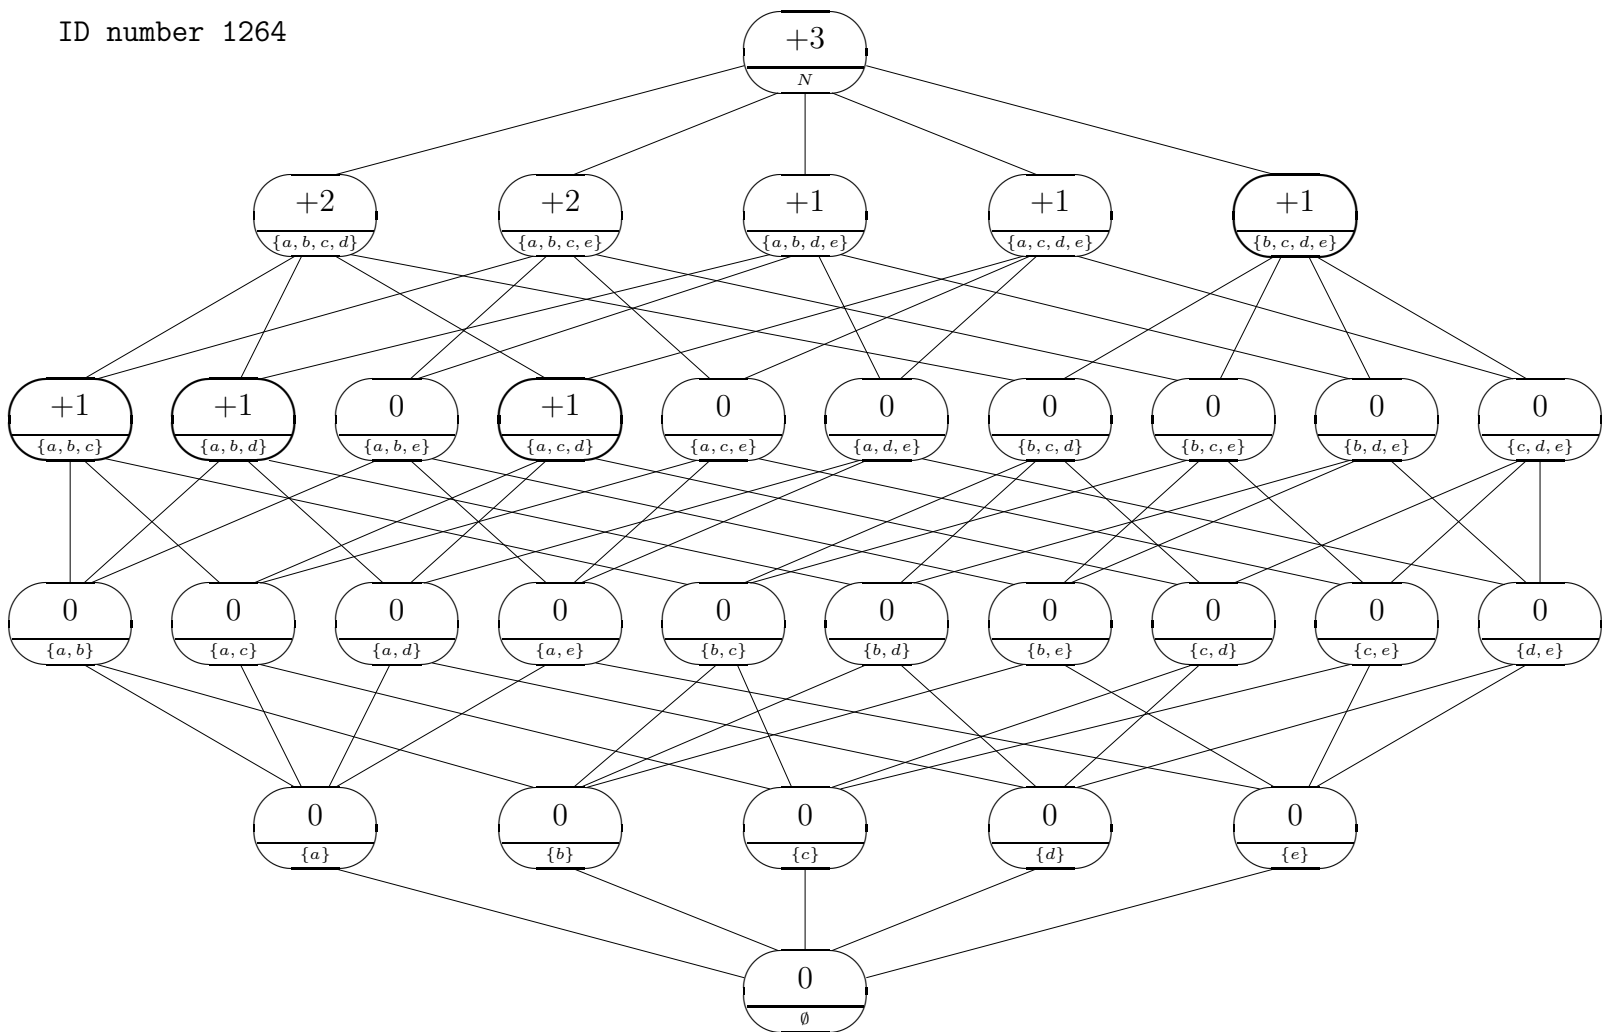 ID number 1264
+3
N
+2 +2 +1 +1 +1
{a, b, c, d} {a, b, c, e} {a, b, d, e} {a, c, d, e} {b, c, d, e}
+1 +1 0 +1 0 0 0 0 0 0
{a, b, c} {a, b, d} {a, b, e} {a, c, d} {a, c, e} {a, d, e} {b, c, d} {b, c, e} {b, d, e} {c, d, e}
0 0 0 0 0 0 0 0 0 0
{a, b} {a, c} {a, d} {a, e} {b, c} {b, d} {b, e} {c, d} {c, e} {d, e}
0 0 0 0 0
{a} {b} {c} {d} {e}
0
∅